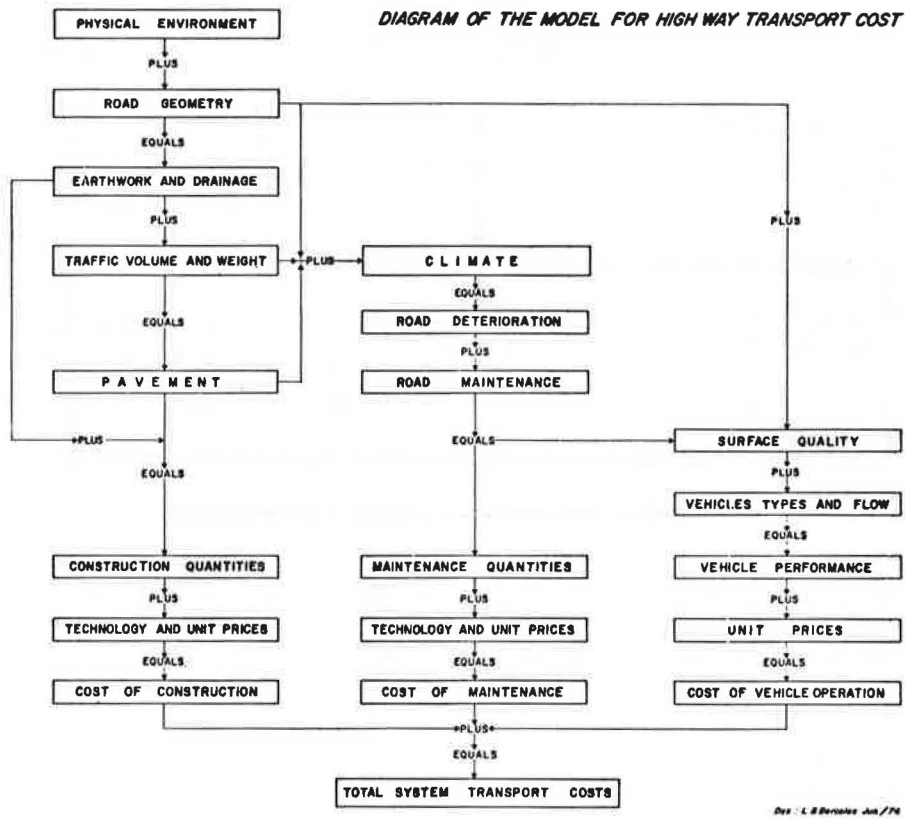 DIAGRAM OF THE MODEL FOR HIGH WAY TRANSPORT COST
PHYSICAL ENVIRONMENT
PLUS
ROAD GEOMETRY
EQUALS
EARTHWORK AND DRAINAGE
PLUS
PLUS
TRAFFIC VOLUME AND WEIGHT
PLUS
CLIMATE
EQUALS
EQUALS
ROAD DETERIORATION
PLUS
PAVEMENT
ROAD MAINTENANCE
PLUS
EQUALS
SURFACE QUALITY
EQUALS
PLUS
VEHICLES TYPES AND FLOW
EQUALS
CONSTRUCTION QUANTITIES
MAINTENANCE QUANTITIES
VEHICLE PERFORMANCE
PLUS
PLUS
PLUS
TECHNOLOGY AND UNIT PRICES
TECHNOLOGY AND UNIT PRICES
UNIT PRICES
EQUALS
EQUALS
EQUALS
COST OF CONSTRUCTION
COST OF MAINTENANCE
COST OF VEHICLE OPERATION
PLUS
EQUALS
TOTAL SYSTEM TRANSPORT COSTS
Des : L B